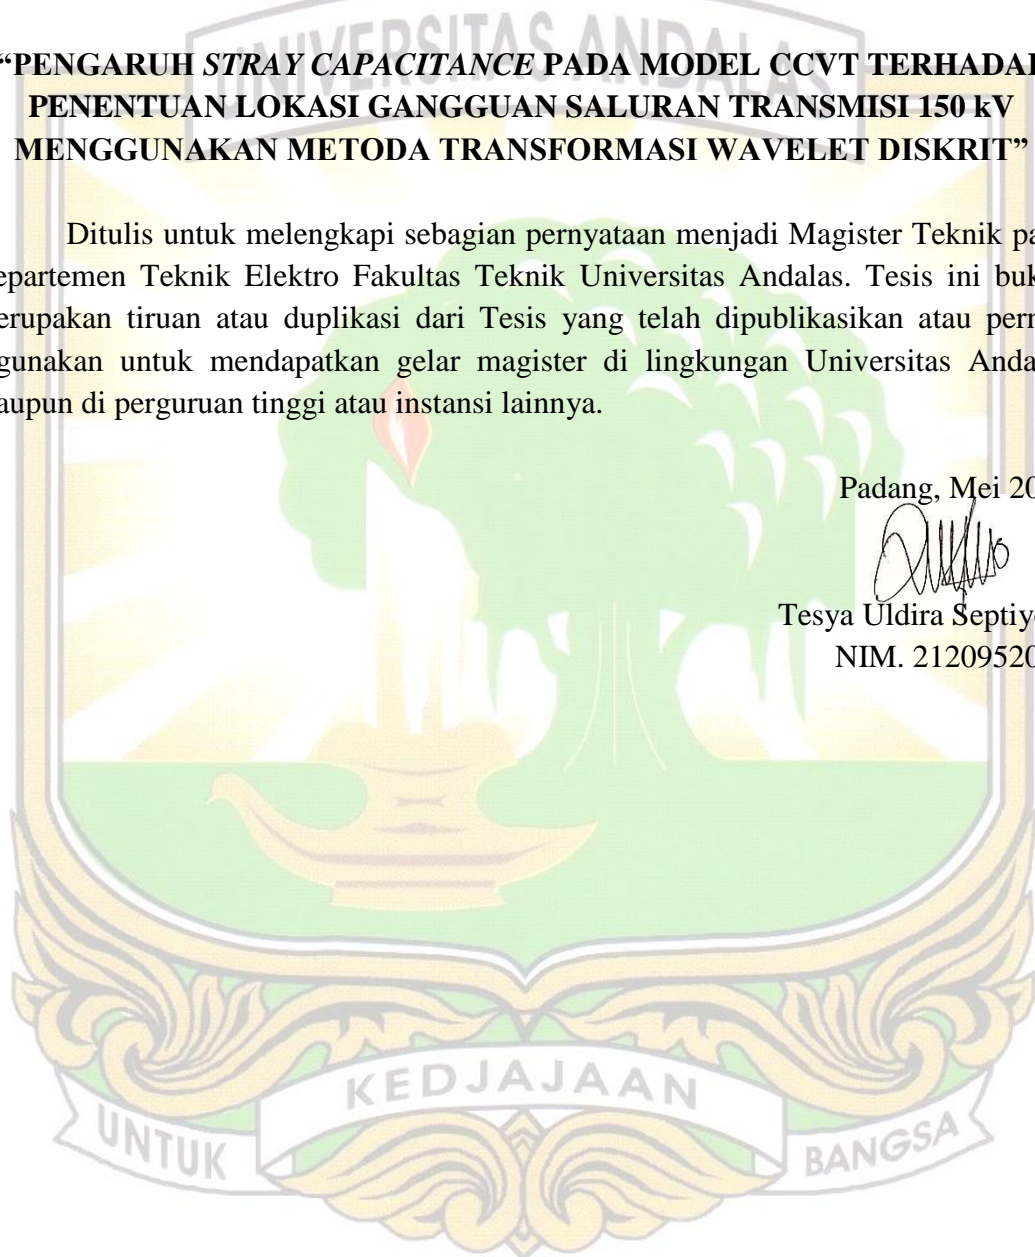 UNIVERSITAS ANDALAS
“PENGARUH STRAY CAPACITANCE PADA MODEL CCVT TERHADA
PENENTUAN LOKASI GANGGUAN SALURAN TRANSMISI 150 kV
MENGGUNAKAN METODA TRANSFORMASI WAVELET DISKRIT”
Ditulis untuk melengkapi sebagian pernyataan menjadi Magister Teknik pa
epartemen Teknik Elektro Fakultas Teknik Universitas Andalas. Tesis ini buk
erupakan tiruan atau duplikasi dari Tesis yang telah dipublikasikan atau pern
gunakan untuk mendapatkan gelar magister di lingkungan Universitas Anda
aupun di perguruan tinggi atau instansi lainnya.
Padang, Mei 20
Tesya Uldira Septiy
NIM. 21209520
UNTUK KEDJAJAAN BANGSA